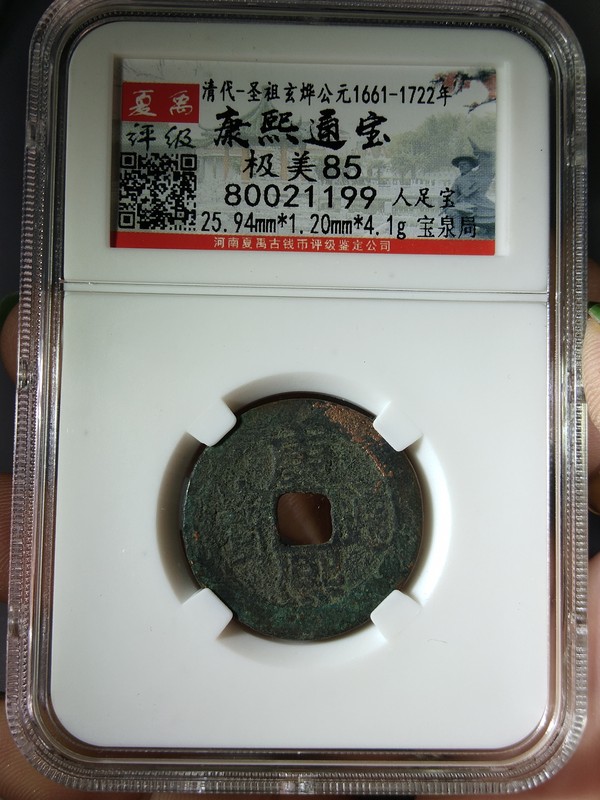 清代-圣祖玄烨公元1661-1722年
夏禹
评级
康熙通宝
极美85
80021199 人足宝
25.94mm*1.20mm*4.1g 宝泉局
河南夏禹古钱币评级鉴定公司